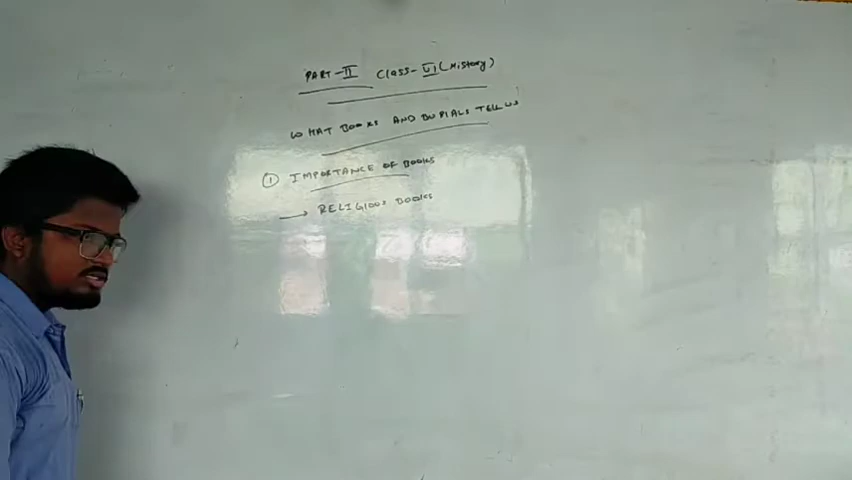 PART-II Class-VI (History)
WHAT BOOKS AND BURIALS TELL US
① IMPORTANCE OF BOOKS
→ RELIGIOUS BOOKS